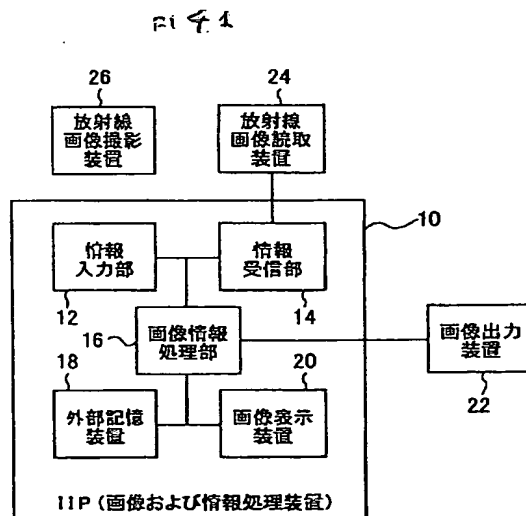 26
24
放射線
画像撮影
装置
放射線
画像読取
装置
10
情報
入力部
情報
受信部
12
14
16
画像情報
処理部
画像出力
装置
18
20
22
外部記憶
装置
画像表示
装置
IIP(画像および情報処理装置)